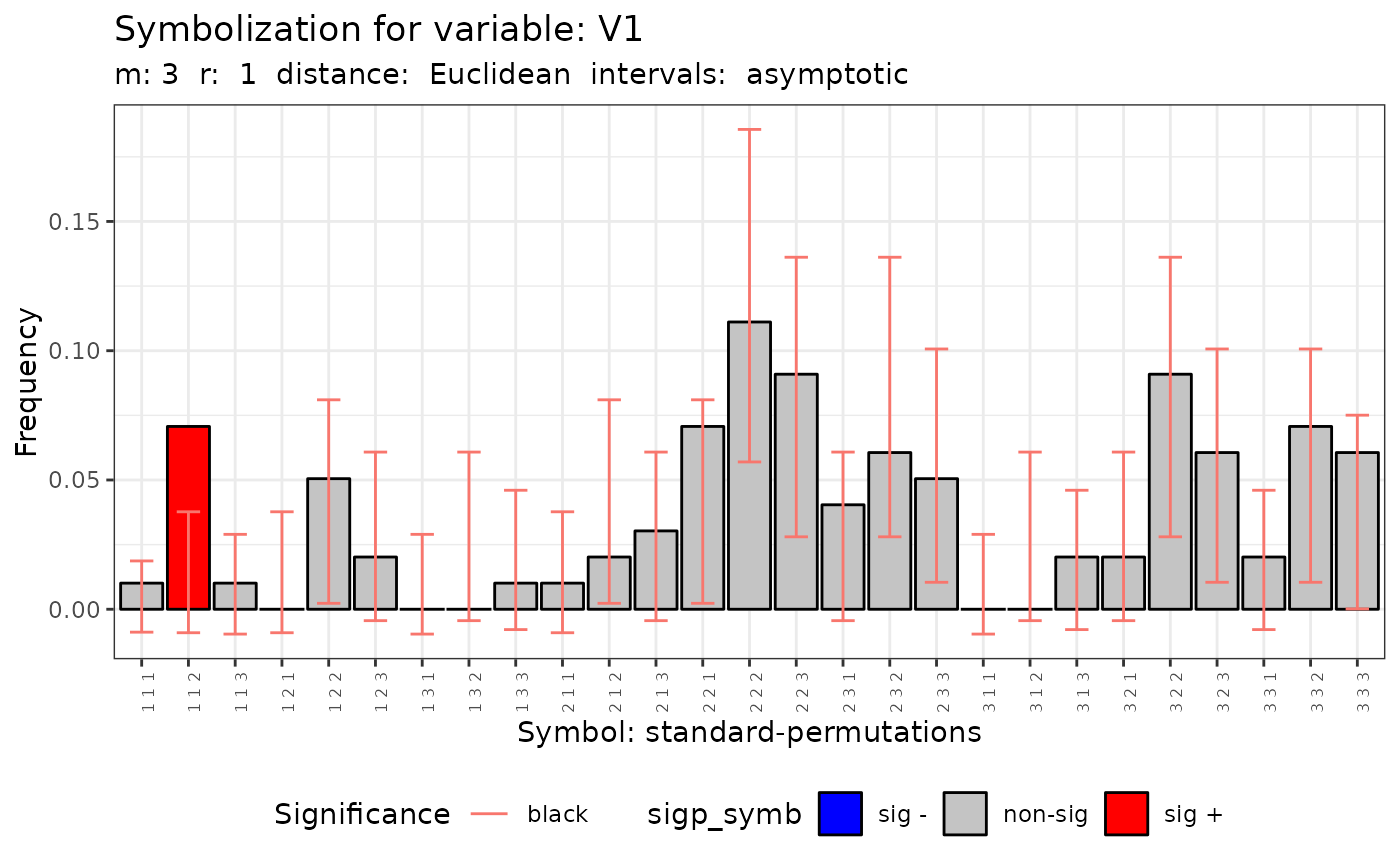 Symbolization for variable: V1
m: 3 r: 1 distance: Euclidean intervals: asymptotic
Frequency
0.15
0.10
0.05
0.00
1 1 1
1 1 2
1 1 3
1 2 1
1 2 2
1 2 3
1 3 1
1 3 2
1 3 3
2 1 1
2 1 2
2 1 3
2 2 1
2 2 2
2 2 3
2 3 1
2 3 2
2 3 3
3 1 1
3 1 2
3 1 3
3 2 1
3 2 2
3 2 3
3 3 1
3 3 2
3 3 3
Symbol: standard-permutations
Significance black sigp_symb sig - non-sig sig +